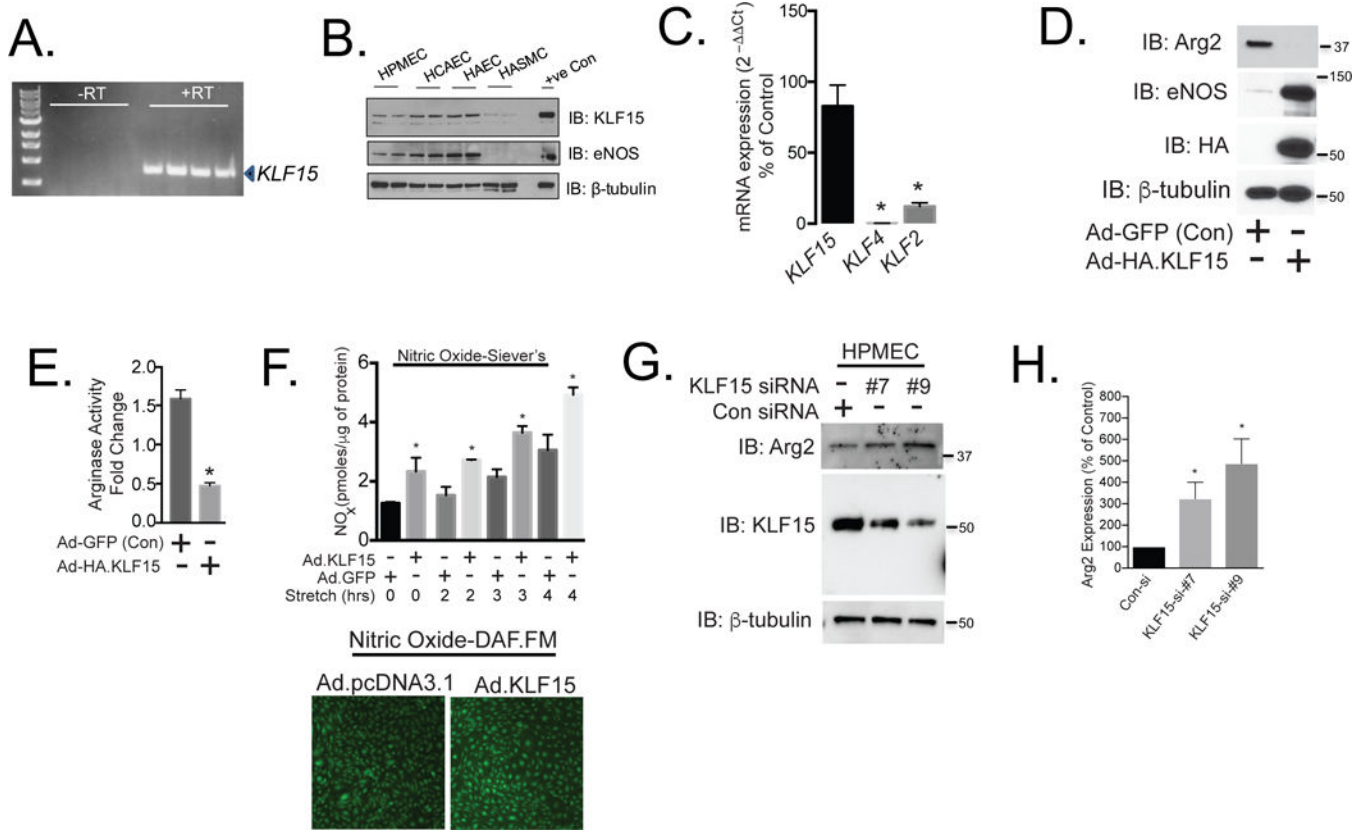 A.
-RT
+RT
KLF15
B.
HPMEC
HCAEC
HAEC
HASMC
+ve Con
IB: KLF15
IB: eNOS
IB: β-tubulin
C.
mRNA expression (2^−ΔΔCt)
% of Control
150
100
50
0
*
*
KLF15
KLF4
KLF2
D.
IB: Arg2
37
150
IB: eNOS
IB: HA
50
IB: β-tubulin
50
Ad-GFP (Con) + -
Ad-HA.KLF15 - +
E.
Arginase Activity
Fold Change
2.0
1.5
1.0
0.5
0.0
*
Ad-GFP (Con) + -
Ad-HA.KLF15 - +
F.
Nitric Oxide-Siever's
NOX(pmoles/μg of protein)
6
4
2
0
* * * *
Ad.KLF15 - + - + - + - +
Ad.GFP + - + - + - + -
Stretch (hrs) 0 0 2 2 3 3 4 4
Nitric Oxide-DAF.FM
Ad.pcDNA3.1
Ad.KLF15
G.
HPMEC
KLF15 siRNA - #7 #9
Con siRNA + - -
IB: Arg2
37
IB: KLF15
50
IB: β-tubulin
50
H.
Arg2 Expression (% of Control)
800
700
600
500
400
300
200
100
0
*
*
Con-si
KLF15-si-#7
KLF15-si-#9